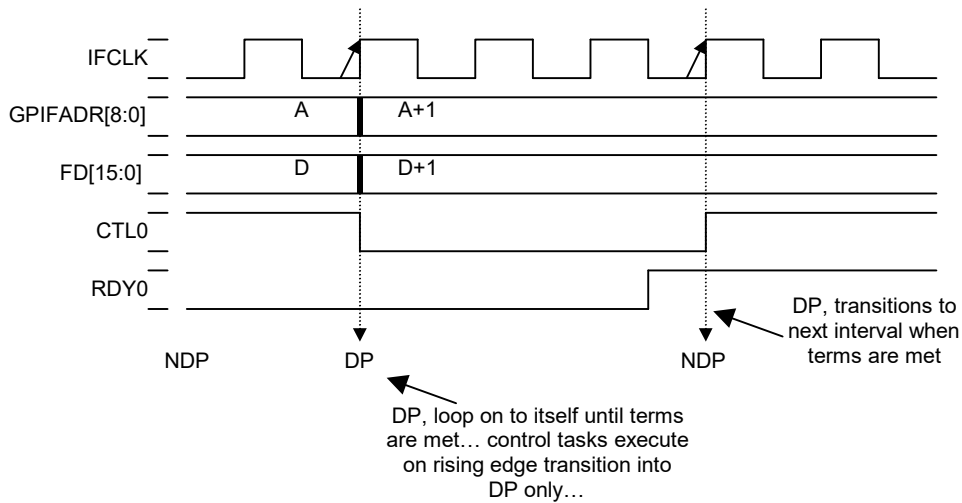 IFCLK
GPIFADR[8:0]
A
A+1
FD[15:0]
D
D+1
CTL0
RDY0
NDP
DP
NDP
DP, transitions to
next interval when
terms are met
DP, loop on to itself until terms
are met… control tasks execute
on rising edge transition into
DP only…